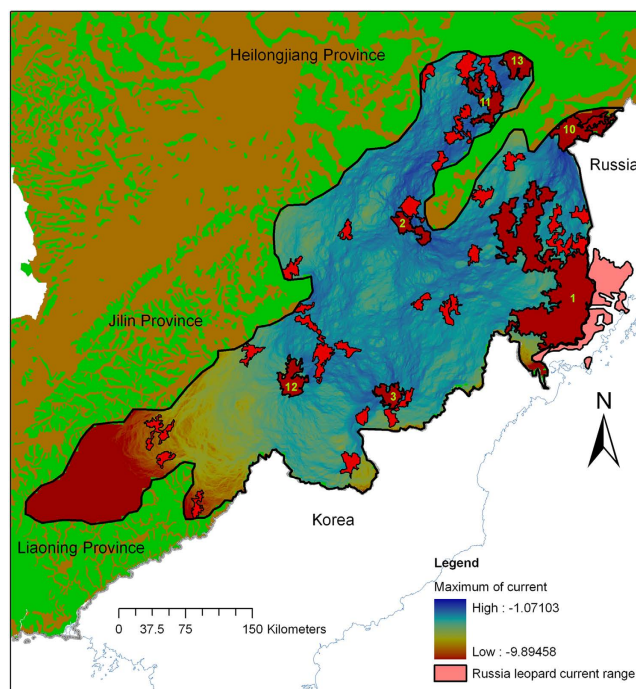 Heilongjiang Province
13
11
10
Russia
2
1
Jilin Province
12
3
N
Korea
Liaoning Province
0 37.5 75 150 Kilometers
Legend
Maximum of current
High : -1.07103
Low : -9.89458
Russia leopard current range